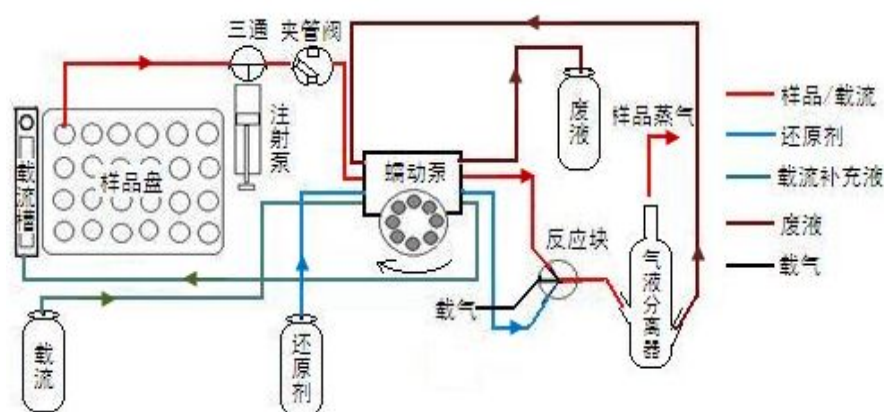 三通
夹管阀
注射泵
样品盘
载流槽
蠕动泵
废液
样品蒸气
反应块
气液分离器
载气
载流
还原剂
样品/载流
还原剂
载流补充液
废液
载气